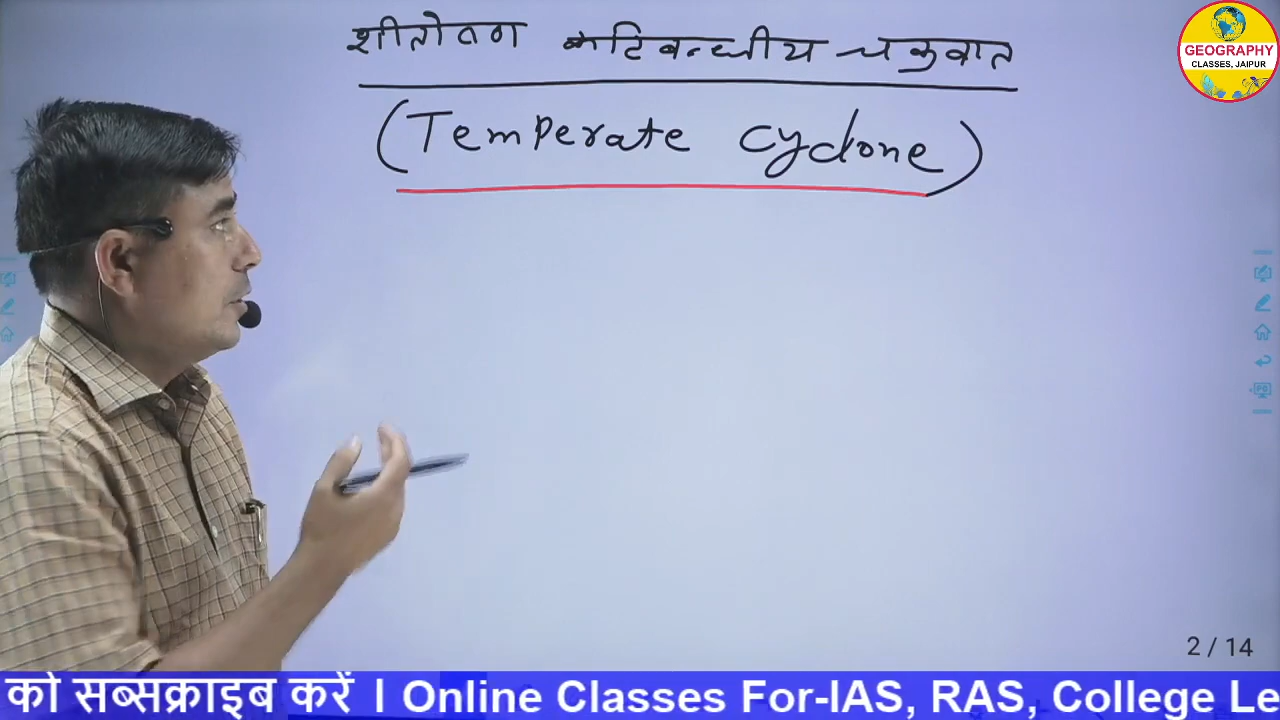 शीतोष्ण कटिबन्धीय चक्रवात
(Temperate cyclone)
GEOGRAPHY
CLASSES, JAIPUR
2 / 14
को सब्सक्राइब करें । Online Classes For-IAS, RAS, College Le